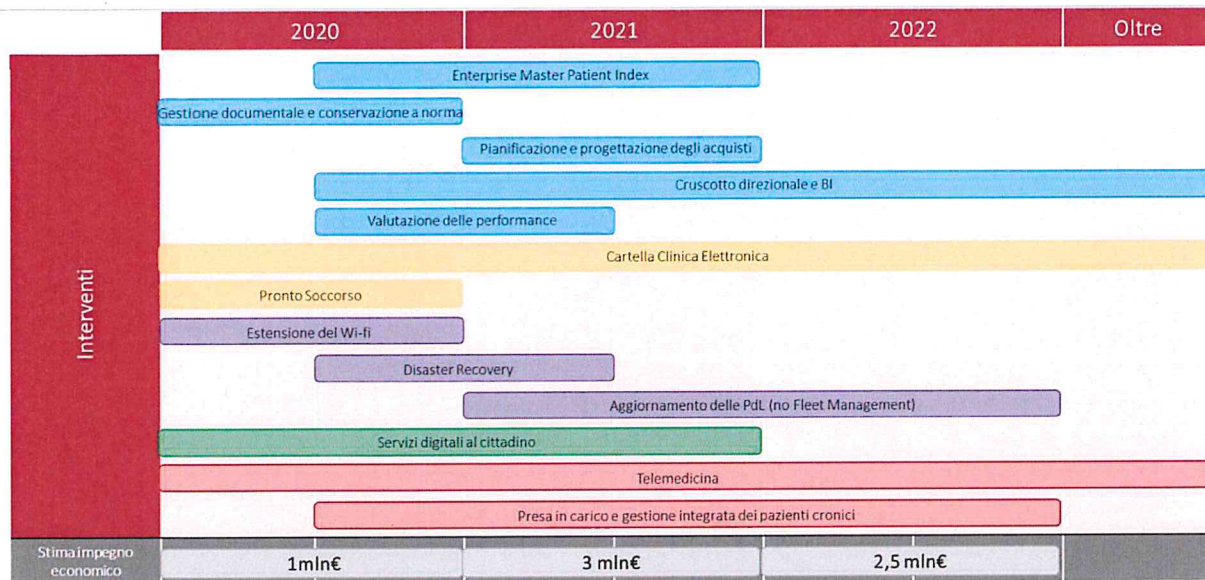 2020 2021 2022 Oltre
Interventi
Enterprise Master Patient Index
Gestione documentale e conservazione a norma
Pianificazione e progettazione degli acquisti
Cruscotto direzionale e BI
Valutazione delle performance
Cartella Clinica Elettronica
Pronto Soccorso
Estensione del Wi-fi
Disaster Recovery
Aggiornamento delle PdL (no Fleet Management)
Servizi digitali al cittadino
Telemedicina
Presa in carico e gestione integrata dei pazienti cronici
Stima impegno
economico
1mln€ 3 mln€ 2,5 mln€